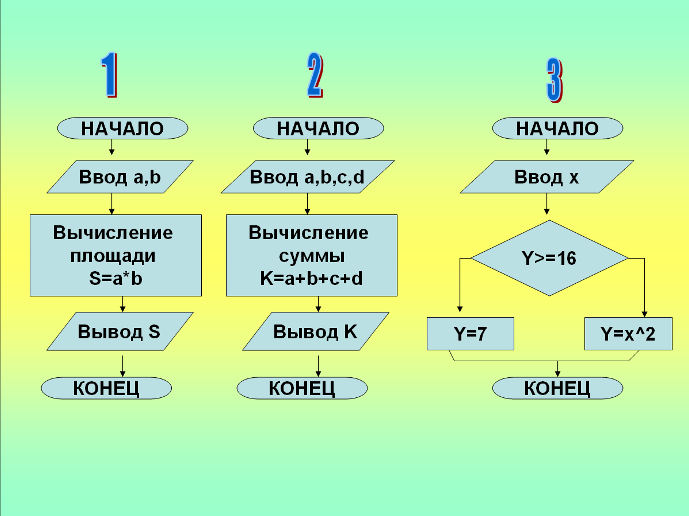 1
НАЧАЛО
Ввод a,b
Вычисление
площади
S=a*b
Вывод S
КОНЕЦ
2
НАЧАЛО
Ввод a,b,c,d
Вычисление
суммы
K=a+b+c+d
Вывод K
КОНЕЦ
3
НАЧАЛО
Ввод x
Y>=16
Y=7
Y=x^2
КОНЕЦ